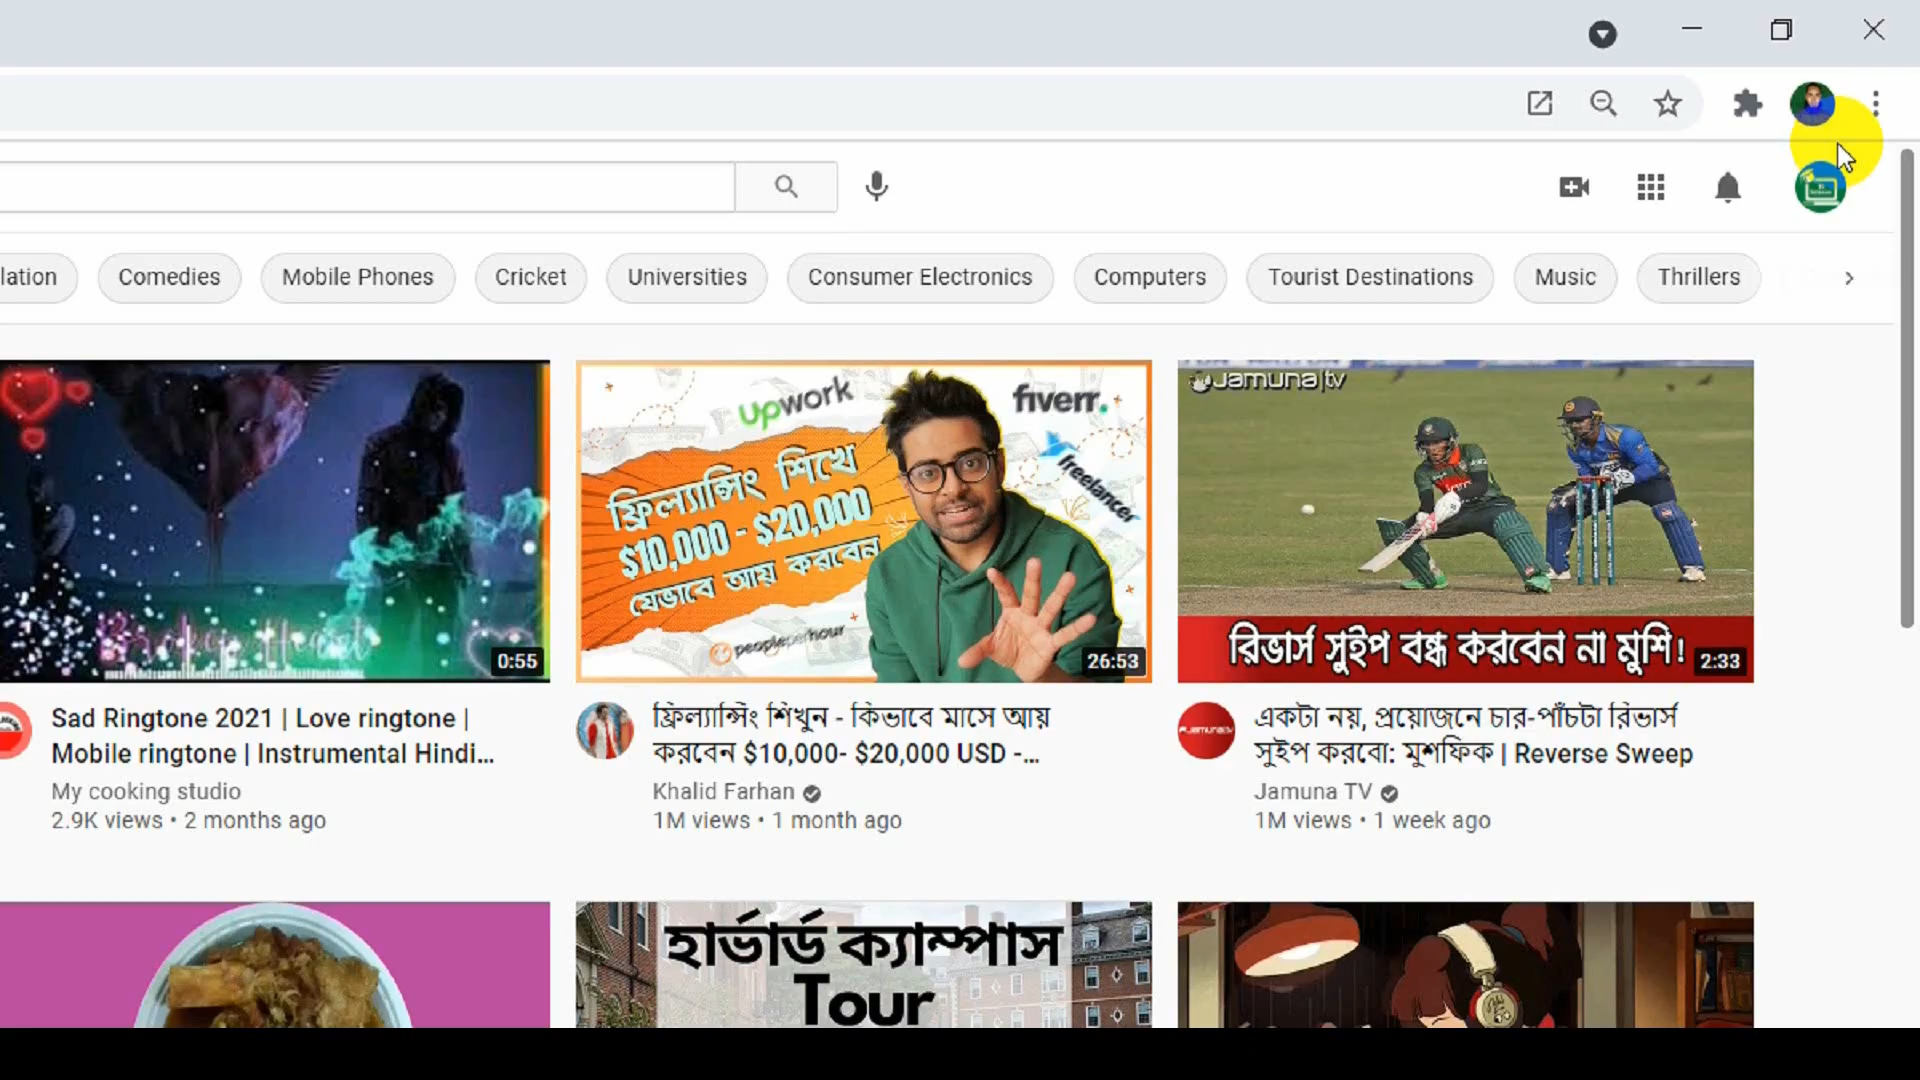 lation
Comedies
Mobile Phones
Cricket
Universities
Consumer Electronics
Computers
Tourist Destinations
Music
Thrillers
Broken Heart
0:55
upwork
fiverr.
freelancer
ফ্রিল্যান্সিং শিখে
$10,000 - $20,000
যেভাবে আয় করবেন
peopleperhour
26:53
Jamuna|tv
রিভার্স সুইপ বন্ধ করবেন না মুশি!
2:33
Sad Ringtone 2021 | Love ringtone |
Mobile ringtone | Instrumental Hindi...
My cooking studio
2.9K views • 2 months ago
ফ্রিল্যান্সিং শিখুন - কিভাবে মাসে আয়
করবেন $10,000- $20,000 USD -...
Khalid Farhan
1M views • 1 month ago
একটা নয়, প্রয়োজনে চার-পাঁচটা রিভার্স
সুইপ করবো: মুশফিক | Reverse Sweep
Jamuna TV
1M views • 1 week ago
হার্ভার্ড ক্যাম্পাস
Tour